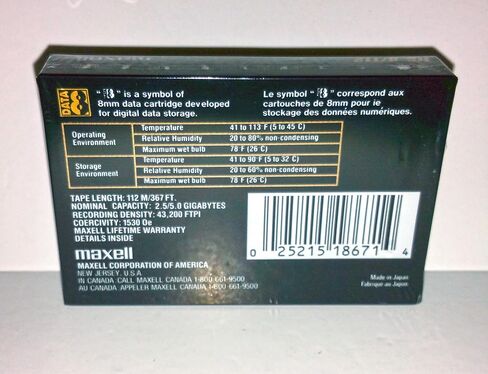 DATA
" 8 " is a symbol of
8mm data cartridge developed
for digital data storage.
Le symbol " 8 " correspond aux
cartouches de 8mm pour le
stockage des données numériques.
Operating Environment
Temperature 41 to 113 F (5 to 45 C)
Relative Humidity 20 to 80% non-condensing
Maximum wet bulb 78 F (26 C)
Storage Environment
Temperature 41 to 90 F (5 to 32 C)
Relative Humidity 20 to 60% non-condensing
Maximum wet bulb 78 F (26 C)
TAPE LENGTH: 112 M/367 FT.
NOMINAL CAPACITY: 2.5/5.0 GIGABYTES
RECORDING DENSITY: 43,200 FTPI
COERCIVITY: 1530 Oe
MAXELL LIFETIME WARRANTY
DETAILS INSIDE
maxell
MAXELL CORPORATION OF AMERICA
NEW JERSEY, U.S.A.
IN CANADA CALL MAXELL CANADA 1-800-661-9500
AU CANADA APPELER MAXELL CANADA 1-800-661-9500
0 25215 18671 4
Made in Japan
Fabriqué au Japon